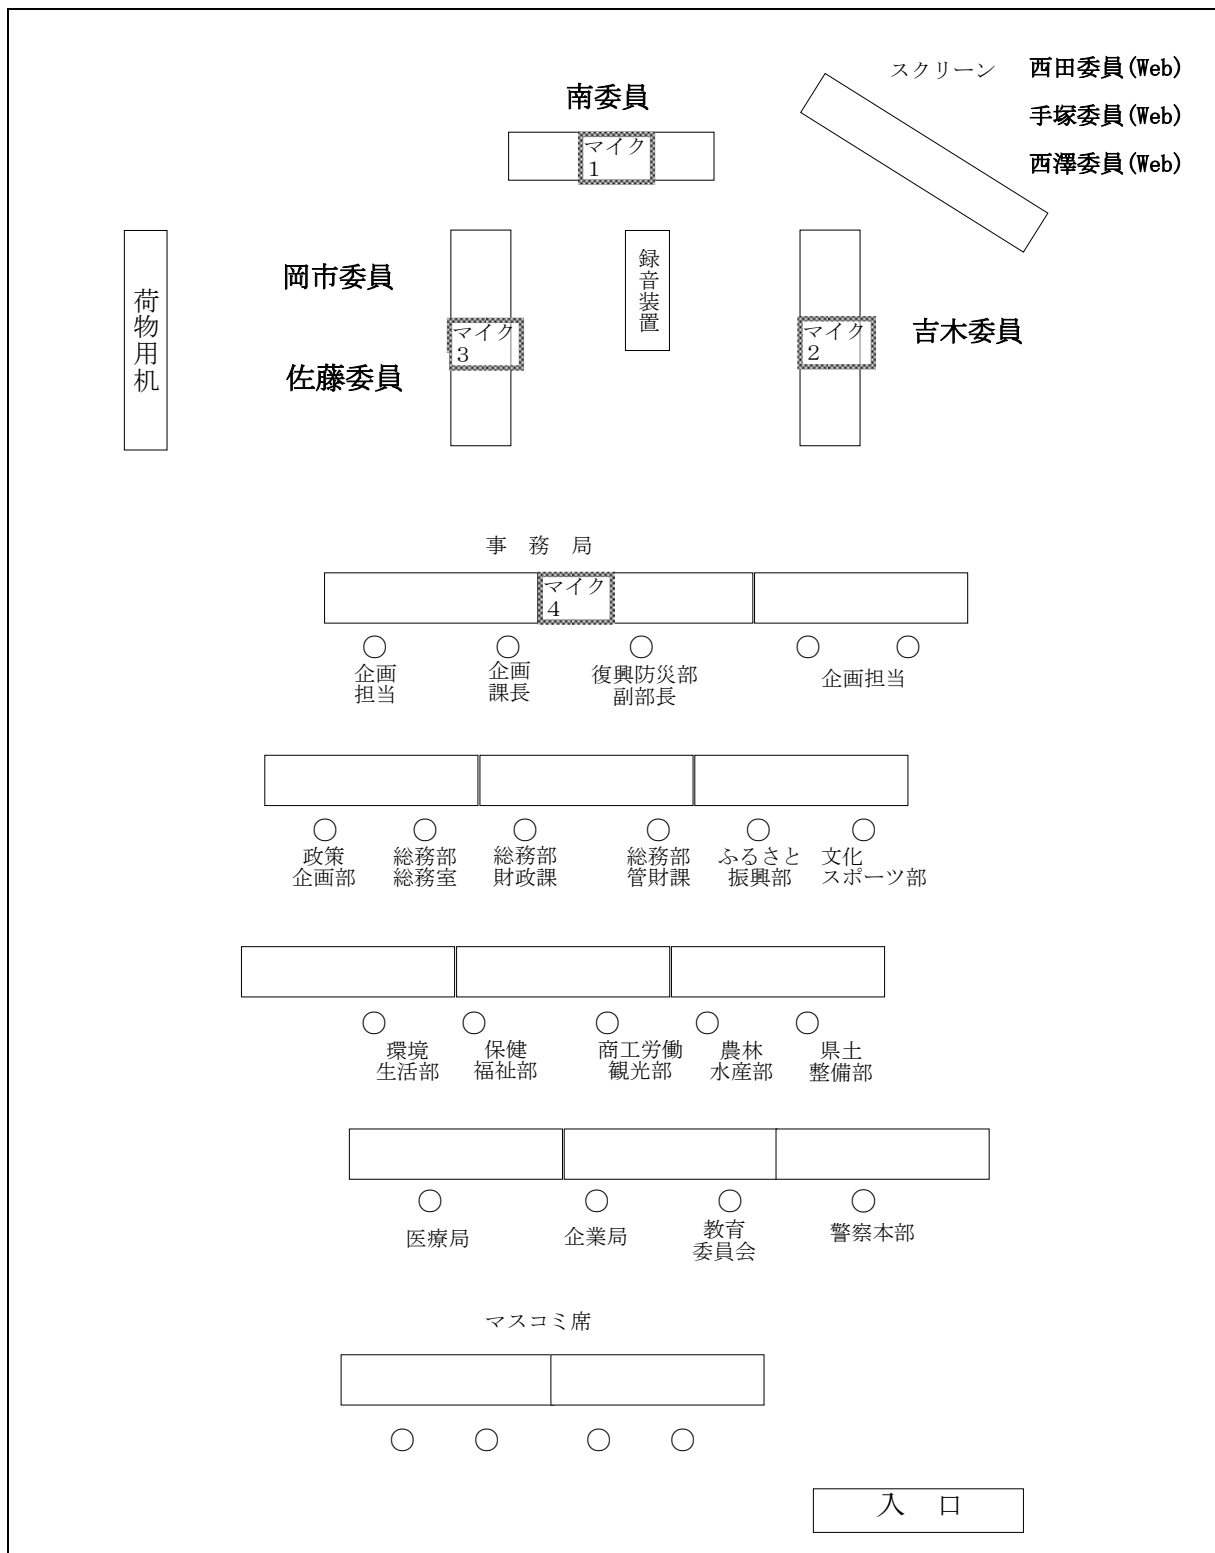 スクリーン 西田委員(Web)
手塚委員(Web)
西澤委員(Web)
南委員
マイク
1
荷物用机
岡市委員
佐藤委員
マイク
3
録音装置
マイク
2
吉木委員
事 務 局
マイク
4
企画
担当
企画
課長
復興防災部
副部長
企画担当
政策
企画部
総務部
総務室
総務部
財政課
総務部
管財課
ふるさと
振興部
文化
スポーツ部
環境
生活部
保健
福祉部
商工労働
観光部
農林
水産部
県土
整備部
医療局
企業局
教育
委員会
警察本部
マスコミ席
入 口